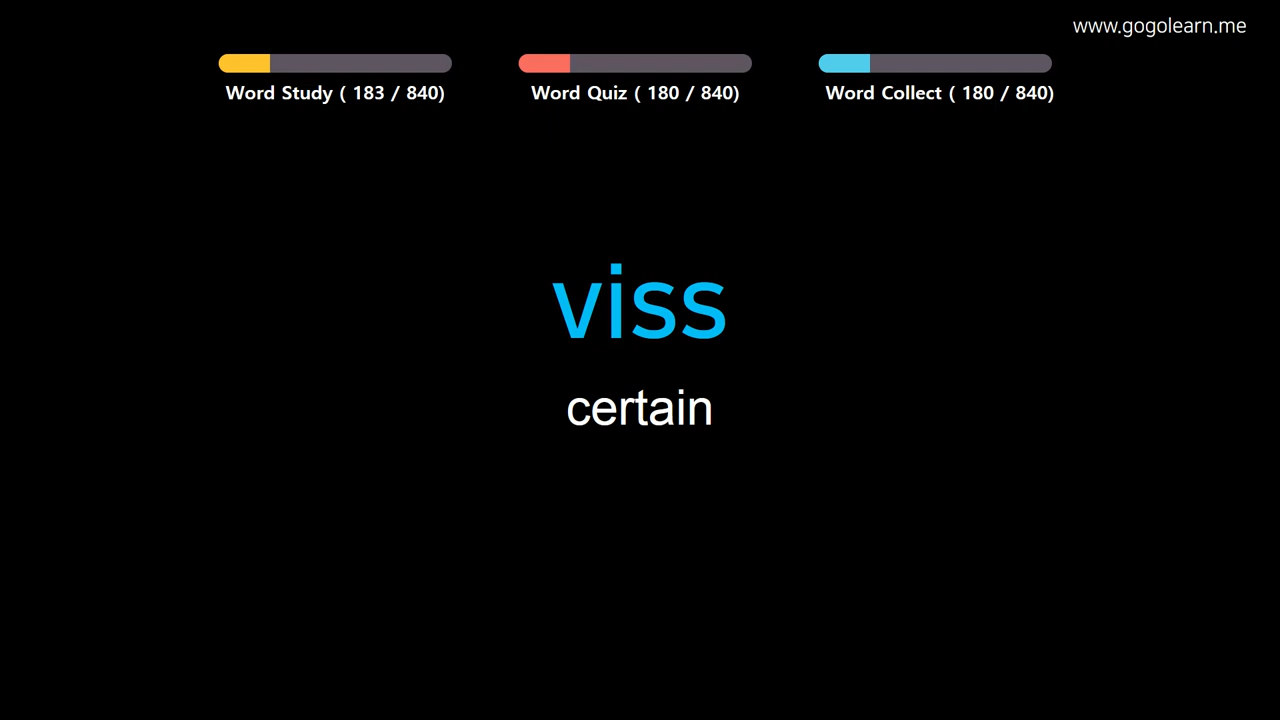 www.gogolearn.me
Word Study ( 183 / 840)
Word Quiz ( 180 / 840)
Word Collect ( 180 / 840)
viss
certain